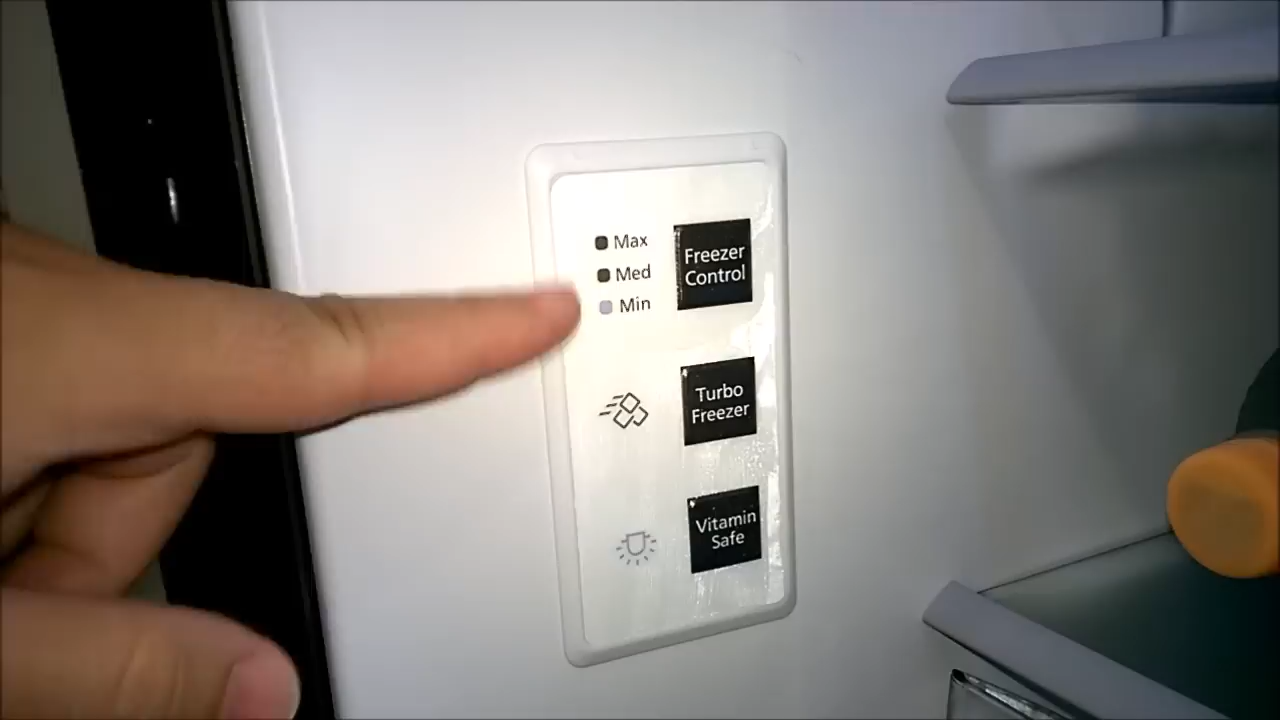 Max
Med
Min
Freezer
Control
Turbo
Freezer
Vitamin
Safe